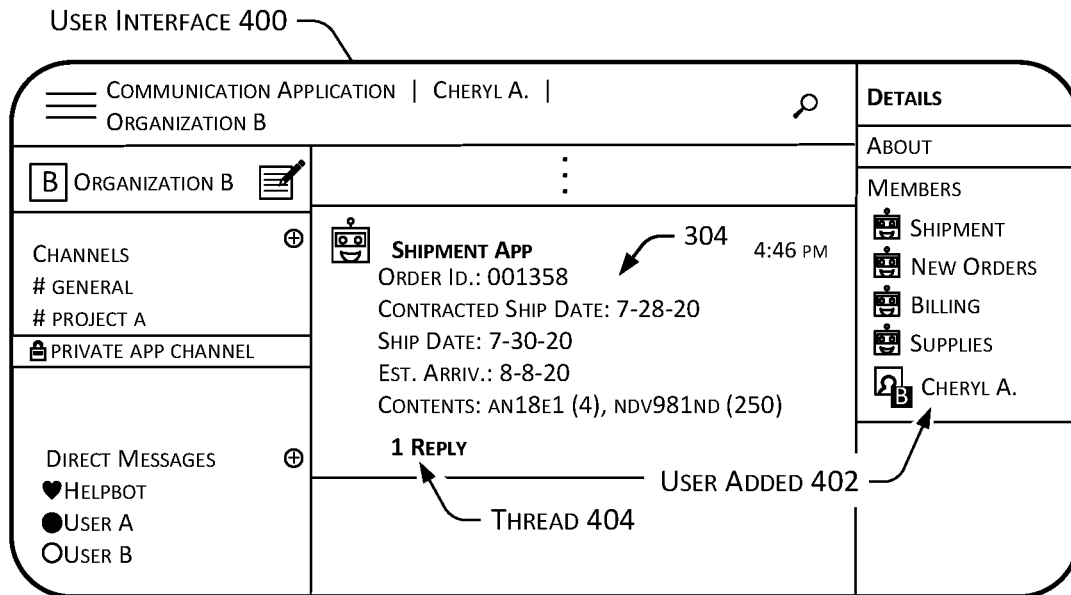 USER INTERFACE 400
COMMUNICATION APPLICATION | CHERYL A. |
ORGANIZATION B
B ORGANIZATION B
CHANNELS
# GENERAL
# PROJECT A
PRIVATE APP CHANNEL
DIRECT MESSAGES
HELPBOT
USER A
USER B
SHIPMENT APP
304
4:46 PM
ORDER ID.: 001358
CONTRACTED SHIP DATE: 7-28-20
SHIP DATE: 7-30-20
EST. ARRIV.: 8-8-20
CONTENTS: AN18E1 (4), NDV981ND (250)
1 REPLY
THREAD 404
DETAILS
ABOUT
MEMBERS
SHIPMENT
NEW ORDERS
BILLING
SUPPLIES
B CHERYL A.
USER ADDED 402